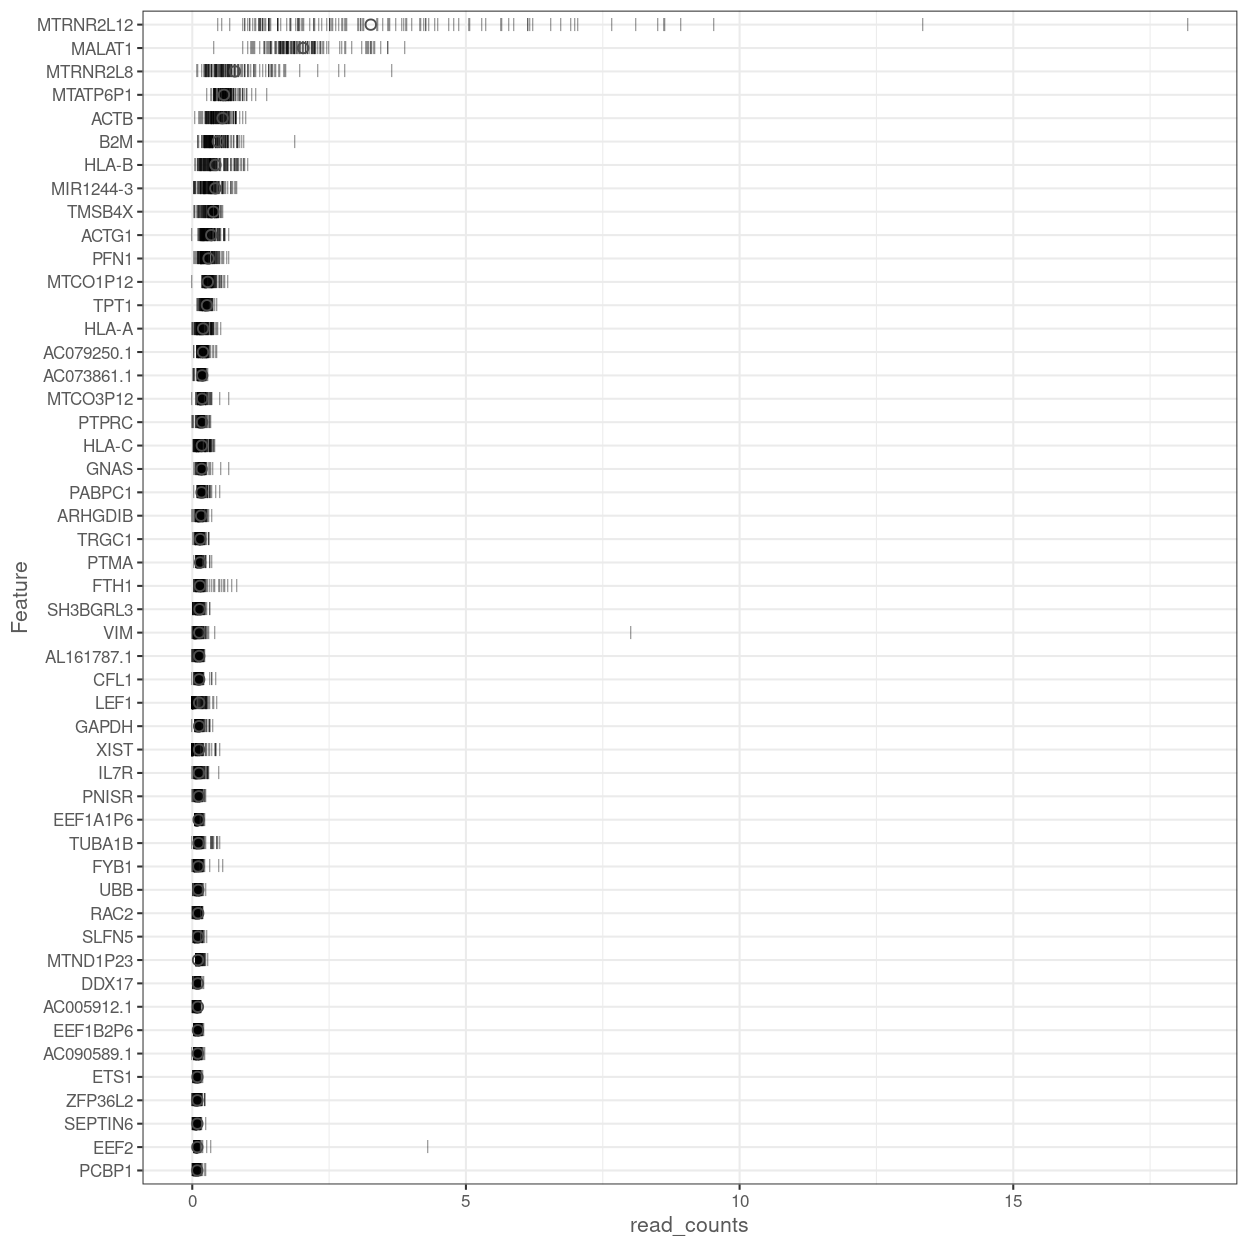 MTRNR2L12
MALAT1
MTRNR2L8
MTATP6P1
ACTB
B2M
HLA-B
MIR1244-3
TMSB4X
ACTG1
PFN1
MTCO1P12
TPT1
HLA-A
AC079250.1
AC073861.1
MTCO3P12
PTPRC
HLA-C
GNAS
PABPC1
ARHGDIB
TRGC1
PTMA
FTH1
SH3BGRL3
VIM
AL161787.1
CFL1
LEF1
GAPDH
XIST
IL7R
PNISR
EEF1A1P6
TUBA1B
FYB1
UBB
RAC2
SLFN5
MTND1P23
DDX17
AC005912.1
EEF1B2P6
AC090589.1
ETS1
ZFP36L2
SEPTIN6
EEF2
PCBP1
Feature
0 5 10 15
read_counts